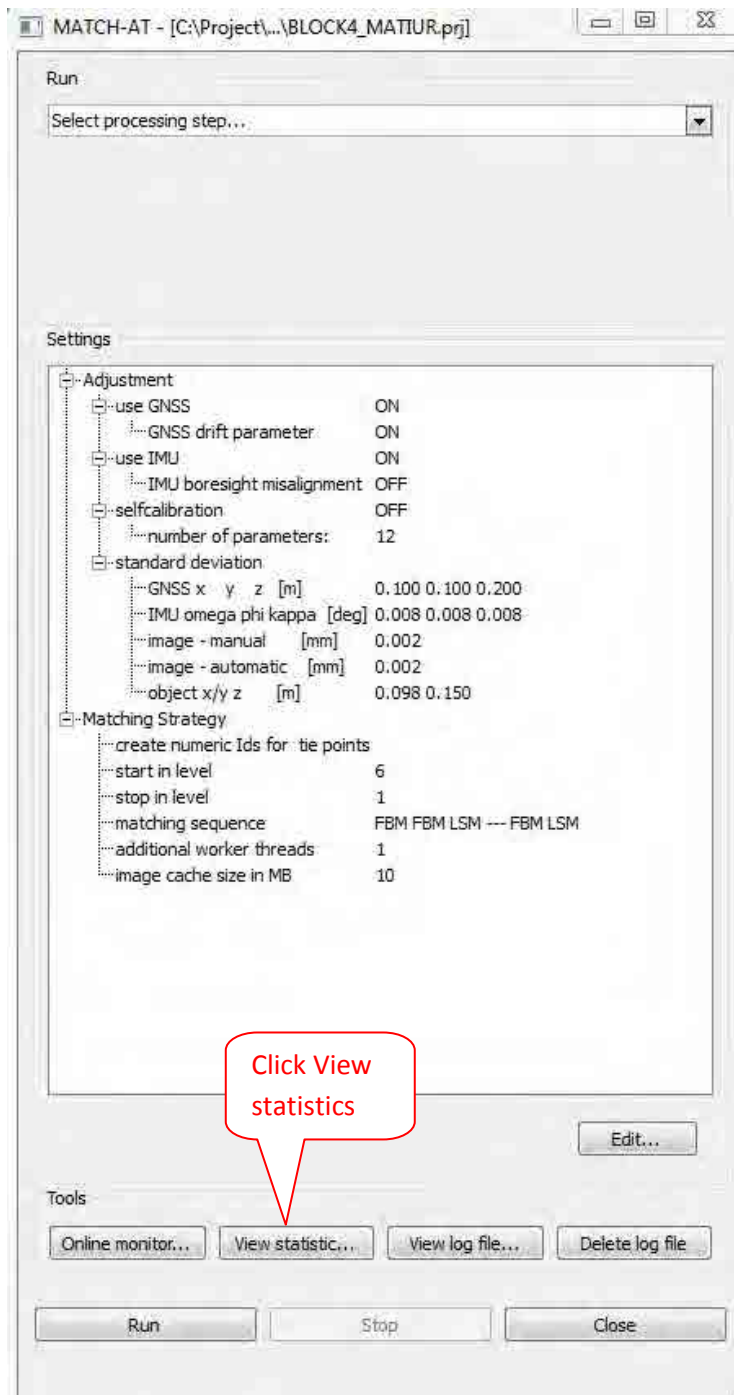 MATCH-AT - [C:\Project\...\BLOCK4_MATIUR.prj]
Run
Select processing step...
Settings
Adjustment
use GNSS ON
GNSS drift parameter ON
use IMU ON
IMU boresight misalignment OFF
selfcalibration OFF
number of parameters: 12
standard deviation
GNSS x y z [m] 0.100 0.100 0.200
IMU omega phi kappa [deg] 0.008 0.008 0.008
image - manual [mm] 0.002
image - automatic [mm] 0.002
object x/y z [m] 0.098 0.150
Matching Strategy
create numeric Ids for tie points
start in level 6
stop in level 1
matching sequence FBM FBM LSM --- FBM LSM
additional worker threads 1
image cache size in MB 10
Click View
statistics
Edit...
Tools
Online monitor... View statistic... View log file... Delete log file
Run Stop Close